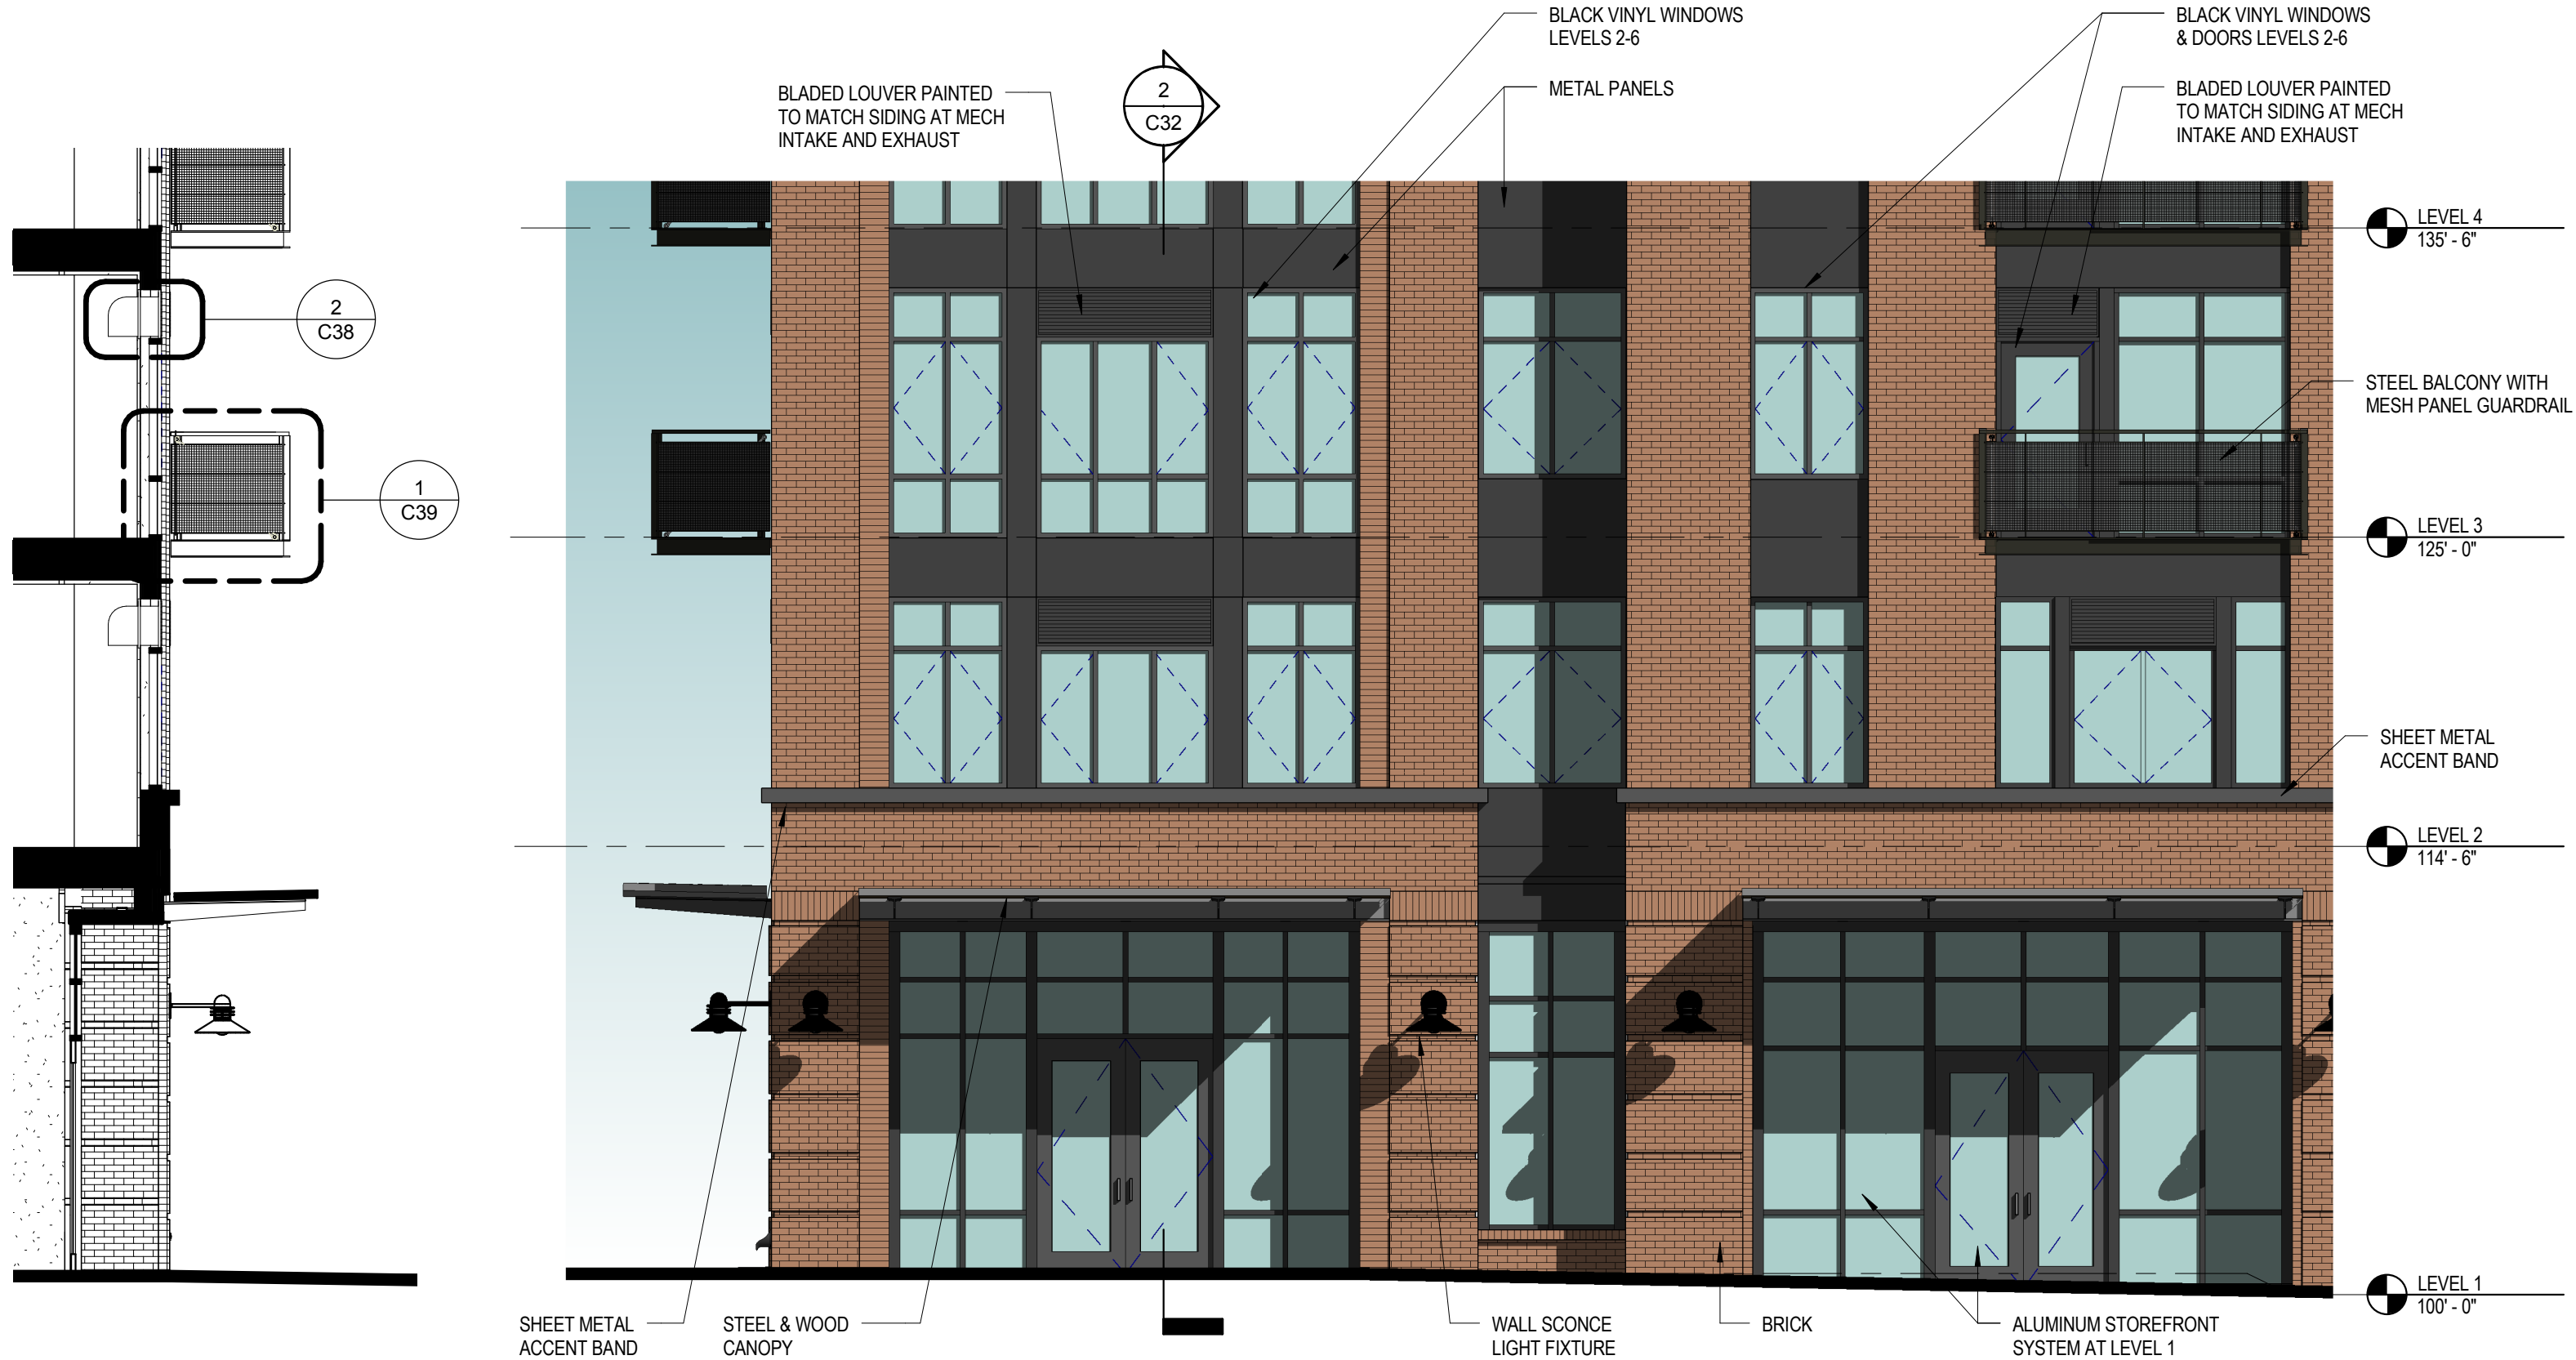 BLACK VINYL WINDOWS
LEVELS 2-6
BLACK VINYL WINDOWS
& DOORS LEVELS 2-6
BLADED LOUVER PAINTED
TO MATCH SIDING AT MECH
INTAKE AND EXHAUST
2
C32
METAL PANELS
BLADED LOUVER PAINTED
TO MATCH SIDING AT MECH
INTAKE AND EXHAUST
LEVEL 4
135' - 6"
2
C38
STEEL BALCONY WITH
MESH PANEL GUARDRAIL
1
C39
LEVEL 3
125' - 0"
SHEET METAL
ACCENT BAND
LEVEL 2
114' - 6"
LEVEL 1
100' - 0"
SHEET METAL
ACCENT BAND
STEEL & WOOD
CANOPY
WALL SCONCE
LIGHT FIXTURE
BRICK
ALUMINUM STOREFRONT
SYSTEM AT LEVEL 1